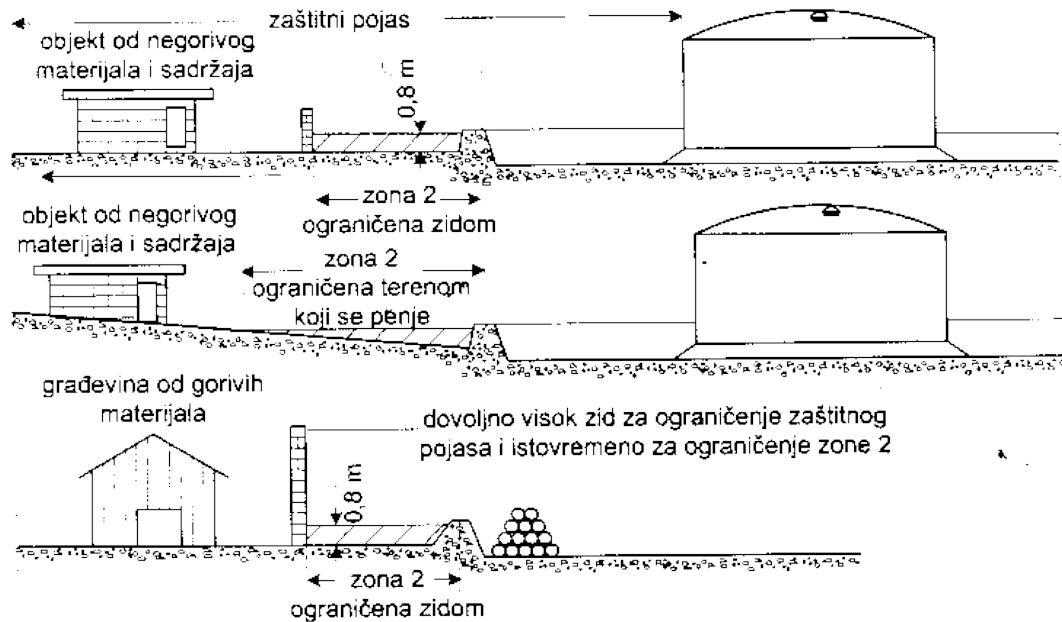 zaštitni pojas
objekt od negorivog
materijala i sadržaja
0,8 m
zona 2
ograničena zidom
objekt od negorivog
materijala i sadržaja
zona 2
ograničena terenom
koji se penje
građevina od gorivih
materijala
dovoljno visok zid za ograničenje zaštitnog
pojasa i istovremeno za ograničenje zone 2
0,8 m
zona 2
ograničena zidom